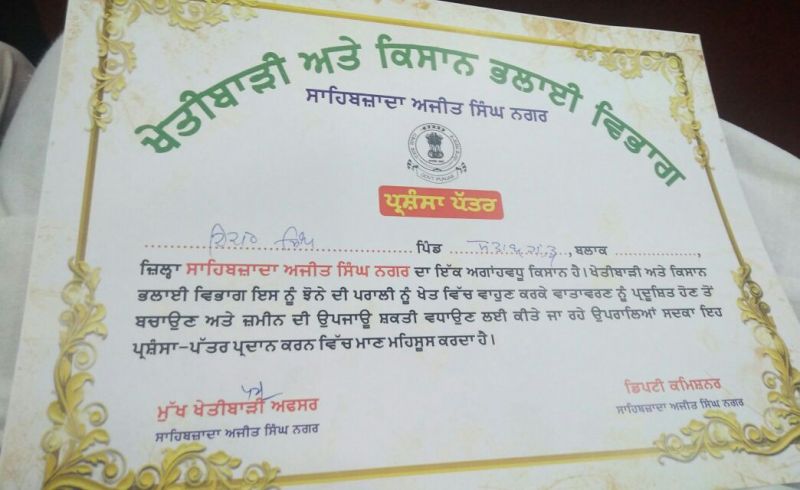 ਖੇਤੀਬਾੜੀ ਅਤੇ ਕਿਸਾਨ ਭਲਾਈ ਵਿਭਾਗ
ਸਾਹਿਬਜ਼ਾਦਾ ਅਜੀਤ ਸਿੰਘ ਨਗਰ
ਪ੍ਰਸ਼ੰਸਾ ਪੱਤਰ
ਸਿੰਘ ਪਿੰਡ ..., ਬਲਾਕ ...,
ਜ਼ਿਲ੍ਹਾ ਸਾਹਿਬਜ਼ਾਦਾ ਅਜੀਤ ਸਿੰਘ ਨਗਰ ਦਾ ਇੱਕ ਅਗਾਂਹਵਧੂ ਕਿਸਾਨ ਹੈ। ਖੇਤੀਬਾੜੀ ਅਤੇ ਕਿਸਾਨ
ਭਲਾਈ ਵਿਭਾਗ ਇਸ ਨੂੰ ਝੋਨੇ ਦੀ ਪਰਾਲੀ ਨੂੰ ਖੇਤ ਵਿੱਚ ਵਾਹੁਣ ਕਰਕੇ ਵਾਤਾਵਰਣ ਨੂੰ ਪ੍ਰਦੂਸ਼ਿਤ ਹੋਣ ਤੋਂ
ਬਚਾਉਣ ਅਤੇ ਜ਼ਮੀਨ ਦੀ ਉਪਜਾਊ ਸ਼ਕਤੀ ਵਧਾਉਣ ਲਈ ਕੀਤੇ ਜਾ ਰਹੇ ਉਪਰਾਲਿਆਂ ਸਦਕਾ ਇਹ
ਪ੍ਰਸ਼ੰਸਾ-ਪੱਤਰ ਪ੍ਰਦਾਨ ਕਰਨ ਵਿੱਚ ਮਾਣ ਮਹਿਸੂਸ ਕਰਦਾ ਹੈ।
ਮੁੱਖ ਖੇਤੀਬਾੜੀ ਅਫਸਰ
ਸਾਹਿਬਜ਼ਾਦਾ ਅਜੀਤ ਸਿੰਘ ਨਗਰ
ਡਿਪਟੀ ਕਮਿਸ਼ਨਰ
ਸਾਹਿਬਜ਼ਾਦਾ ਅਜੀਤ ਸਿੰਘ ਨਗਰ